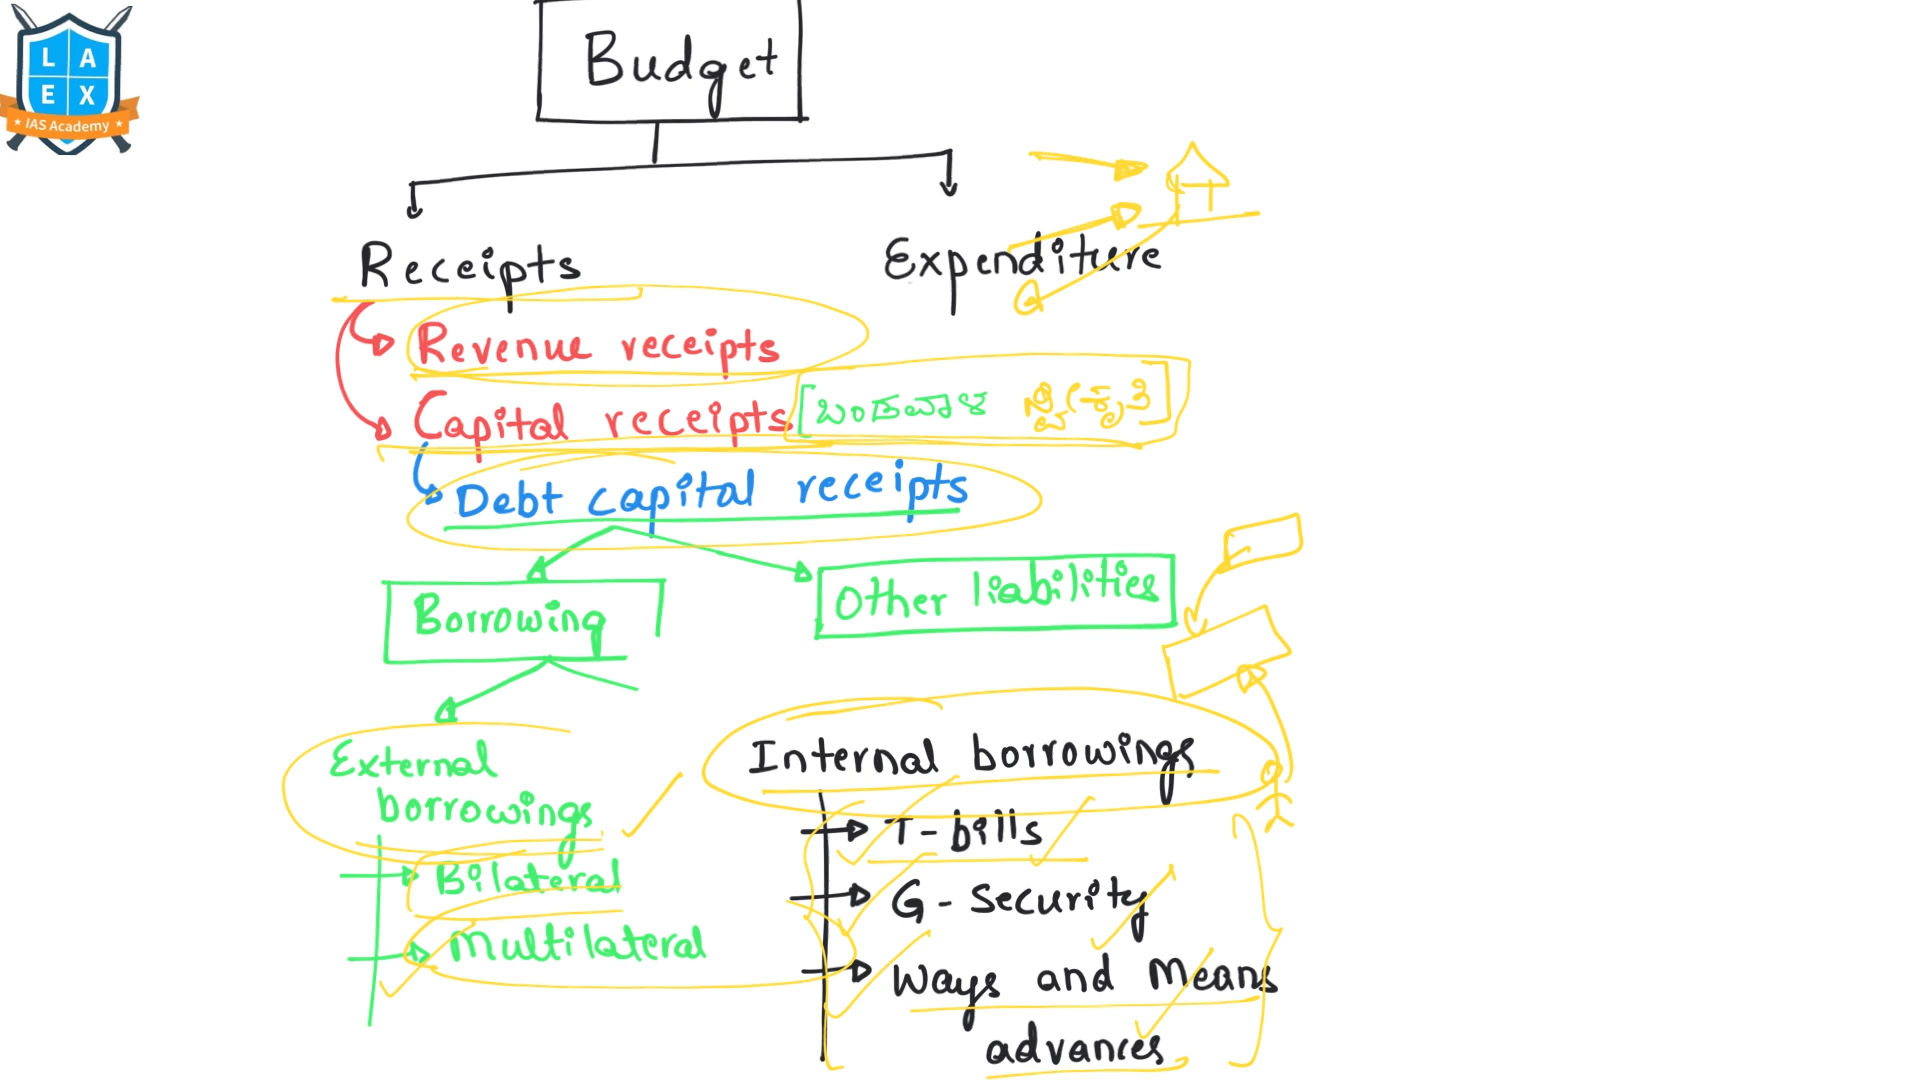 L A
E X
IAS Academy
Budget
Receipts
Expenditure
Revenue receipts
Capital receipts [ಬಂಡವಾಳ ಸ್ವೀಕೃತಿ]
Debt capital receipts
Borrowing
Other liabilities
External
borrowings
Bilateral
Multilateral
Internal borrowings
T-bills
G-Security
Ways and Means
advances